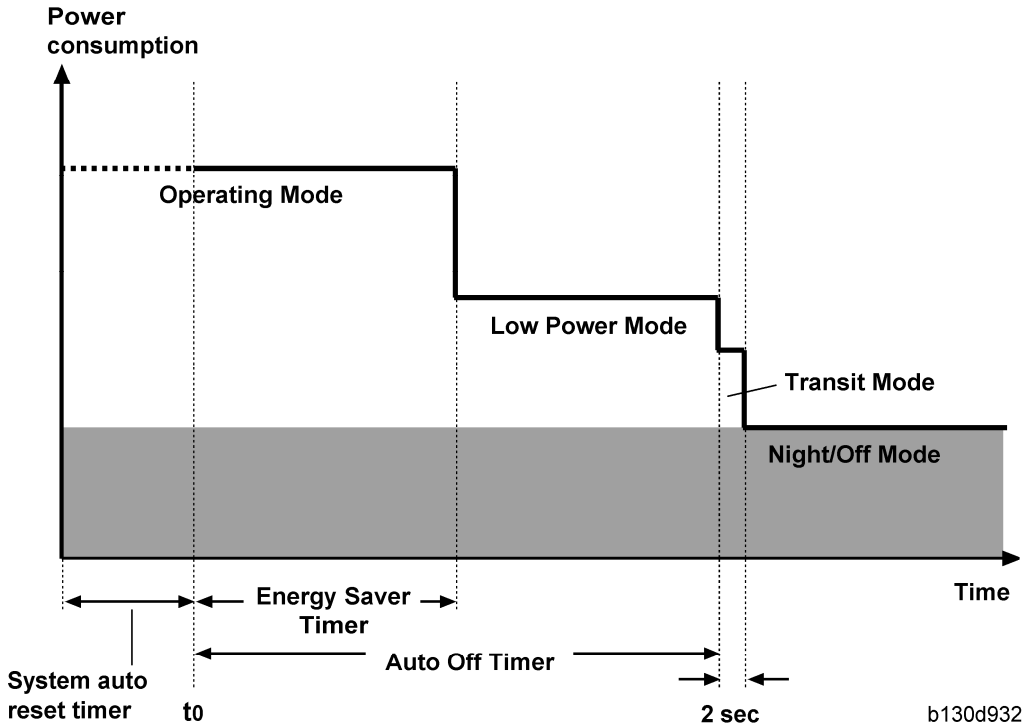 Power
consumption
Operating Mode
Low Power Mode
Transit Mode
Night/Off Mode
Time
Energy Saver
Timer
Auto Off Timer
System auto
reset timer
t0
2 sec
b130d932